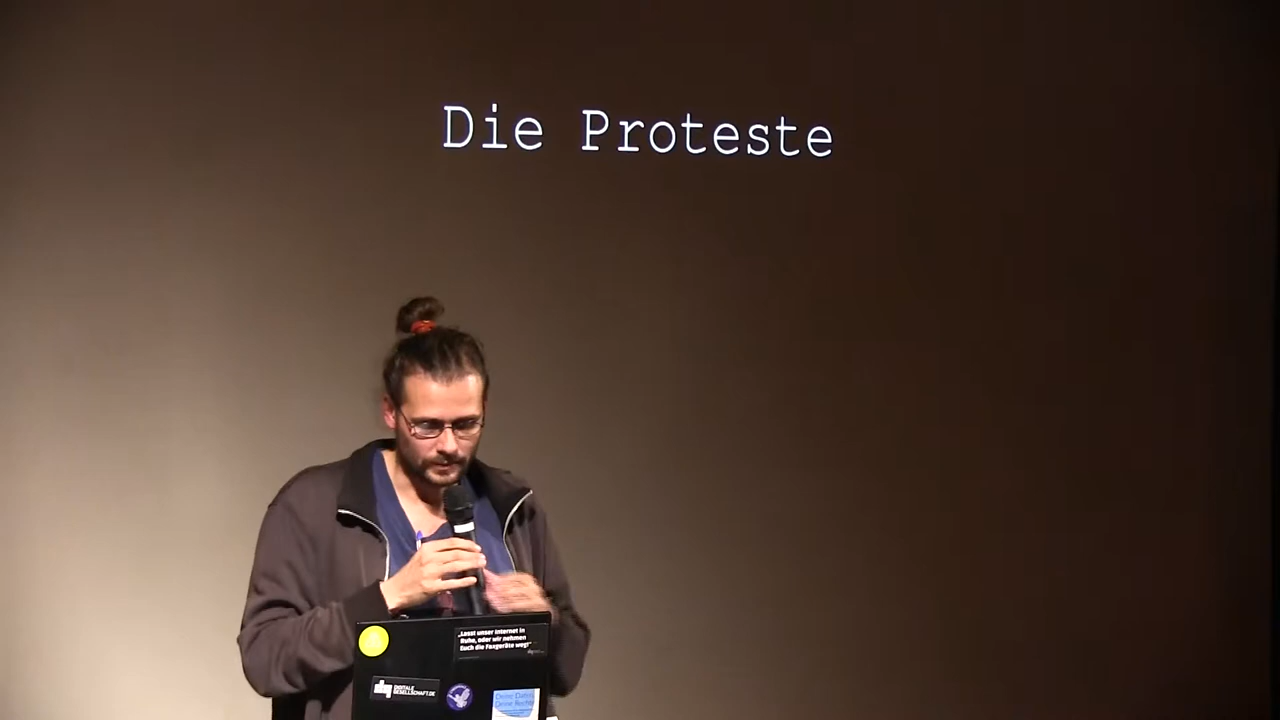 Die Proteste
„Lasst unser Internet in
Ruhe, oder wir nehmen
Euch die Faxgeräte weg!“
DIGITALE
GESELLSCHAFT.DE
Deine Daten
Deine Rechte